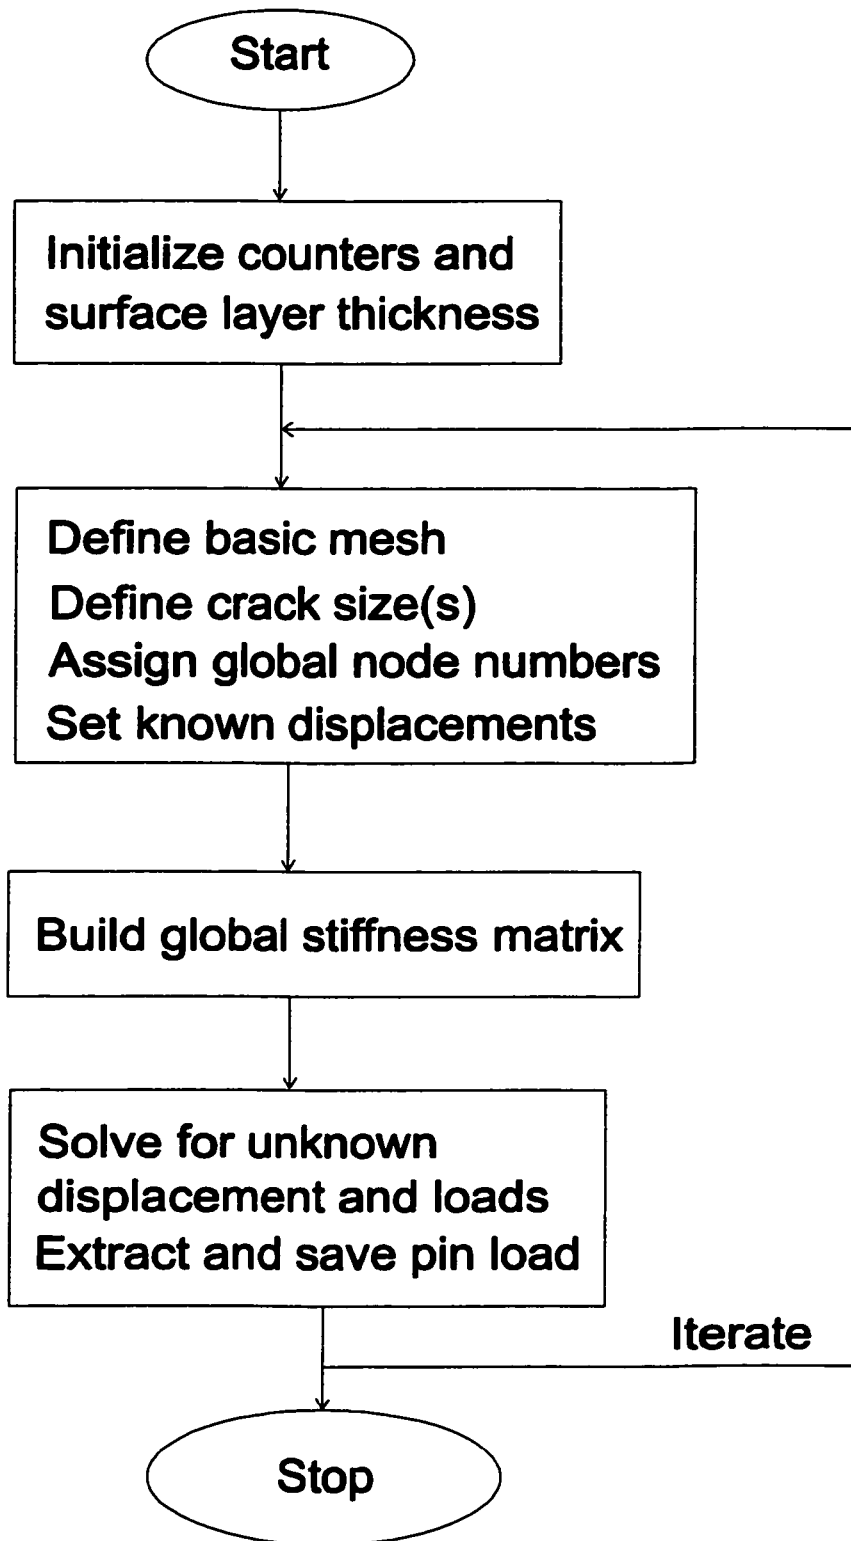 Start
Initialize counters and
surface layer thickness
Define basic mesh
Define crack size(s)
Assign global node numbers
Set known displacements
Build global stiffness matrix
Solve for unknown
displacement and loads
Extract and save pin load
Iterate
Stop